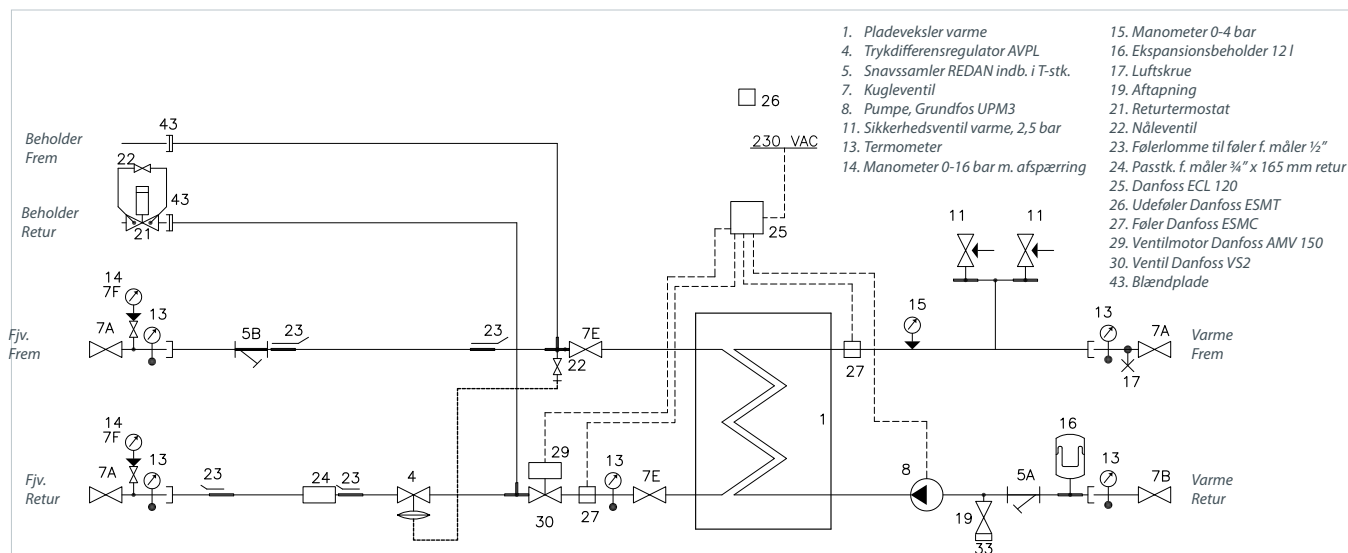 1. Pladeveksler varme
4. Trykdifferensregulator AVPL
5. Snavssamler REDAN indb. i T-stk.
7. Kugleventil
8. Pumpe, Grundfos UPM3
11. Sikkerhedsventil varme, 2,5 bar
13. Termometer
14. Manometer 0-16 bar m. afspærring
15. Manometer 0-4 bar
16. Ekspansionsbeholder 12 l
17. Luftskrue
19. Aftapning
21. Returtermostat
22. Nåleventil
23. Følerlomme til føler f. måler ½"
24. Passtk. f. måler ¾" x 165 mm retur
25. Danfoss ECL 120
26. Udeføler Danfoss ESMT
27. Føler Danfoss ESMC
29. Ventilmotor Danfoss AMV 150
30. Ventil Danfoss VS2
43. Blændplade
26
230 VAC
43
Beholder
Frem
22
43
Beholder
Retur
21
25
11
11
14
7F
13
7A
5B
23
23
7E
22
15
13
7A
Fjv.
Frem
Varme
Frem
27
17
14
7F
13
7A
23
24
23
4
29
13
7E
1
8
16
5A
13
7B
Fjv.
Retur
Varme
Retur
30
27
19
33